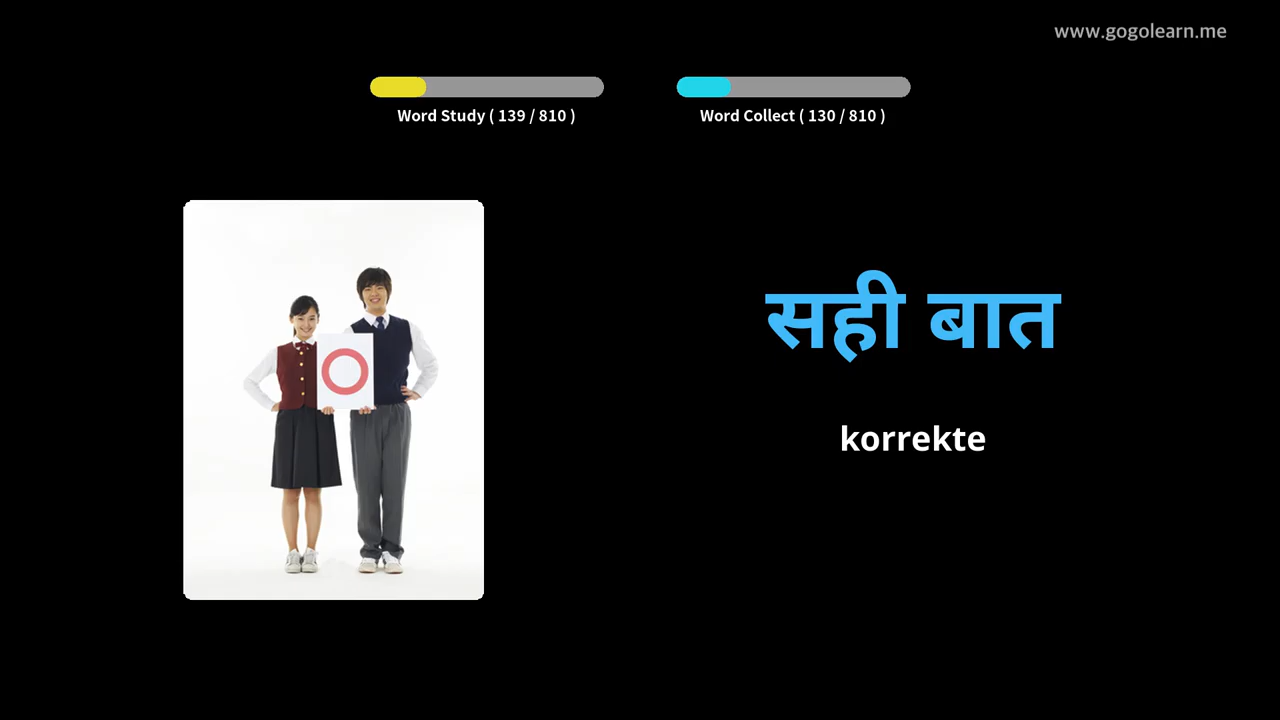 www.gogolearn.me
Word Study ( 139 / 810 )
Word Collect ( 130 / 810 )
सही बात
korrekte